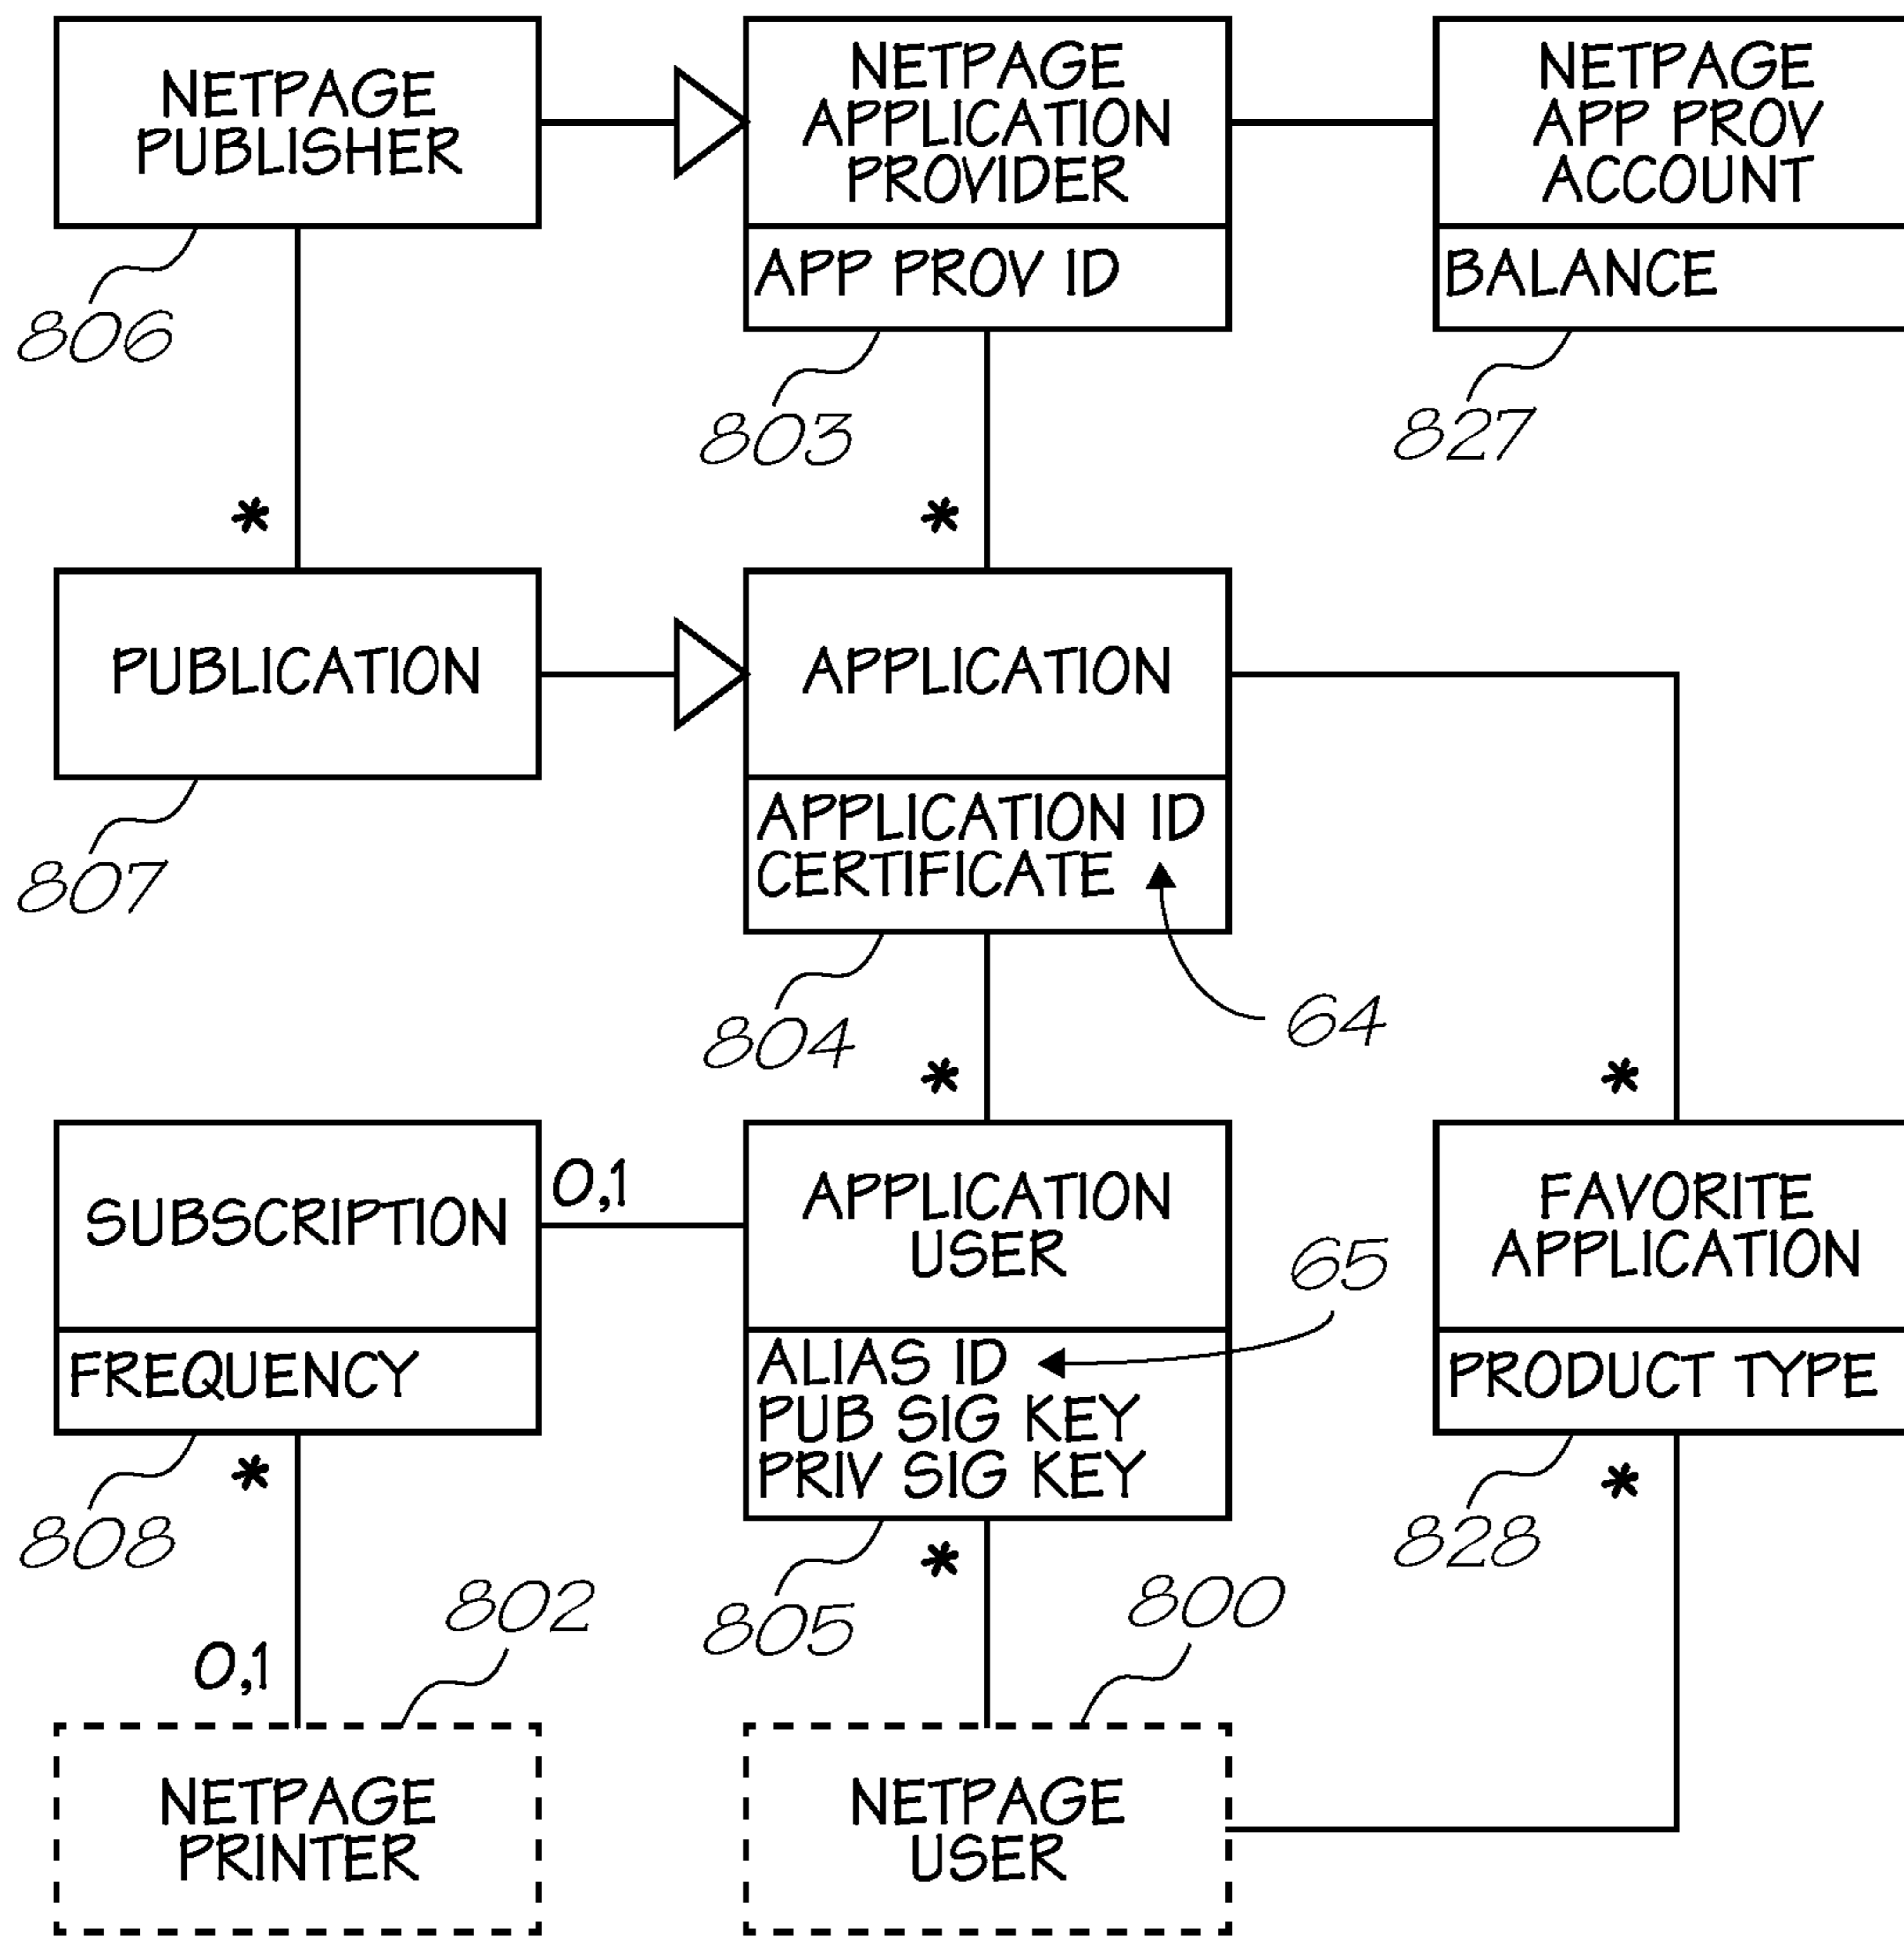 NETPAGE
PUBLISHER
NETPAGE
APPLICATION
PROVIDER
APP PROV ID
NETPAGE
APP PROV
ACCOUNT
BALANCE
806
803
827
*
*
PUBLICATION
APPLICATION
APPLICATION ID
CERTIFICATE
807
804
64
*
*
SUBSCRIPTION
FREQUENCY
0,1
APPLICATION
USER
ALIAS ID
PUB SIG KEY
PRIV SIG KEY
65
FAVORITE
APPLICATION
PRODUCT TYPE
*
808
802
0,1
*
805
800
*
828
NETPAGE
PRINTER
NETPAGE
USER